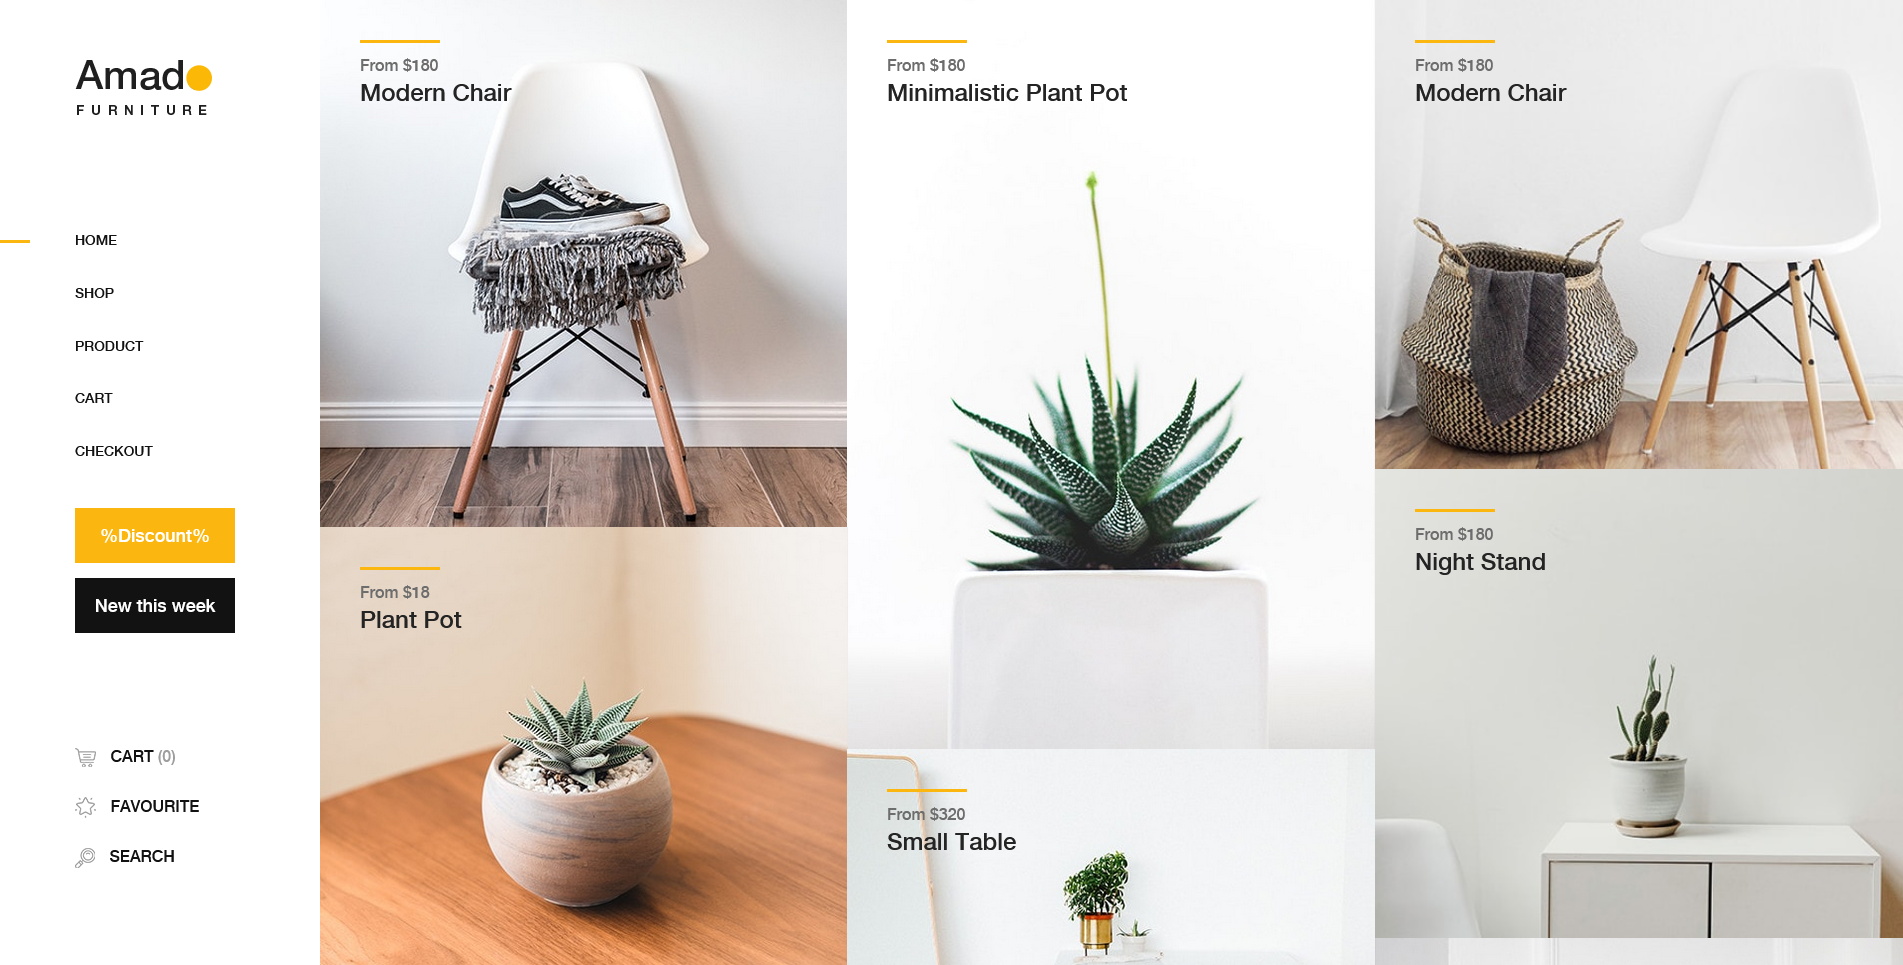 Amado
FURNITURE
HOME
SHOP
PRODUCT
CART
CHECKOUT
%Discount%
New this week
CART (0)
FAVOURITE
SEARCH
From $180
Modern Chair
From $18
Plant Pot
From $180
Minimalistic Plant Pot
From $320
Small Table
From $180
Modern Chair
From $180
Night Stand